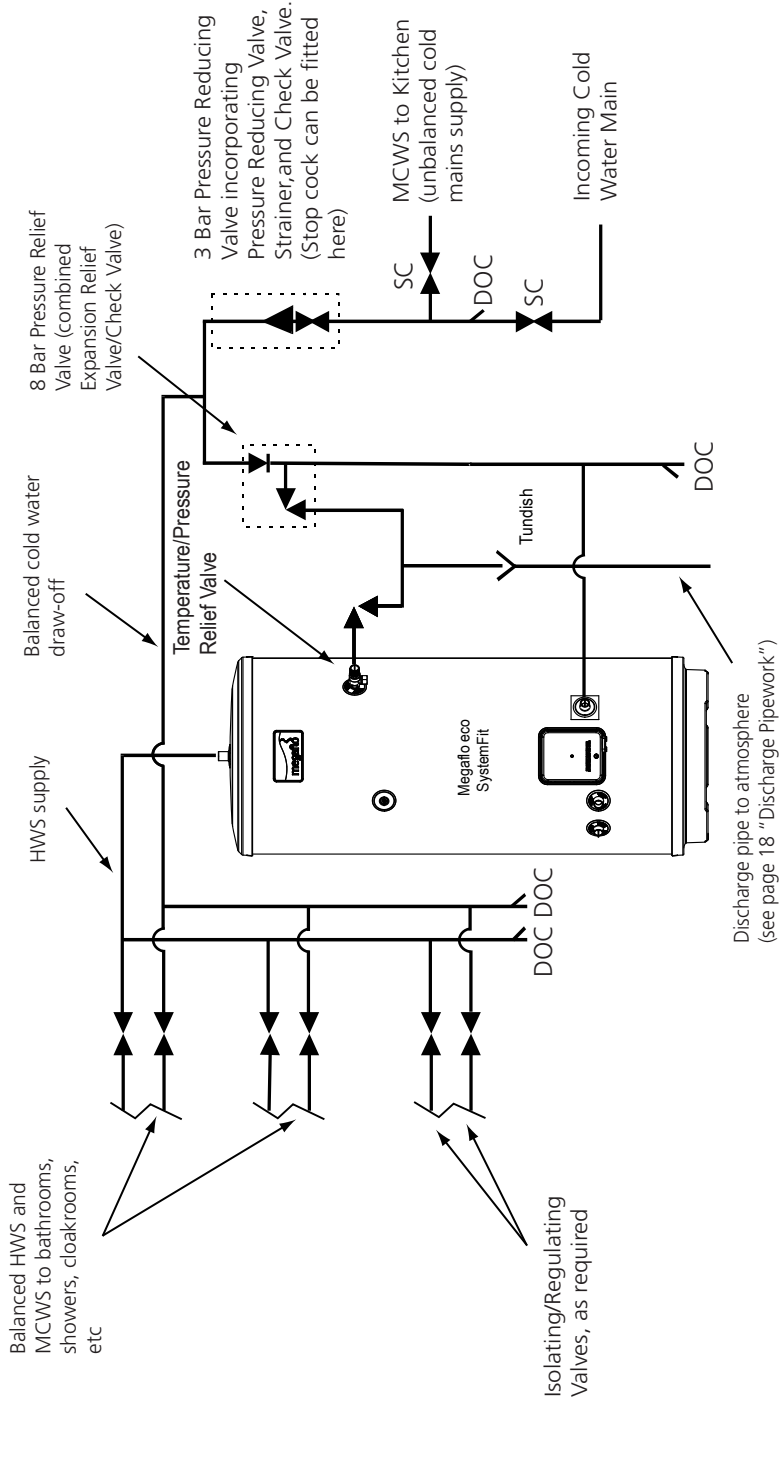 Balanced HWS and
MCWS to bathrooms,
showers, cloakrooms,
etc
HWS supply
Balanced cold water
draw-off
8 Bar Pressure Relief
Valve (combined
Expansion Relief
Valve/Check Valve)
3 Bar Pressure Reducing
Valve incorporating
Pressure Reducing Valve,
Strainer,and Check Valve.
(Stop cock can be fitted
here)
Temperature/Pressure
Relief Valve
MCWS to Kitchen
(unbalanced cold
mains supply)
SC
DOC
SC
Incoming Cold
Water Main
megaflo
Megaflo eco
SystemFit
Tundish
DOC
DOC
DOC
Isolating/Regulating
Valves, as required
Discharge pipe to atmosphere
(see page 18 “Discharge Pipework”)